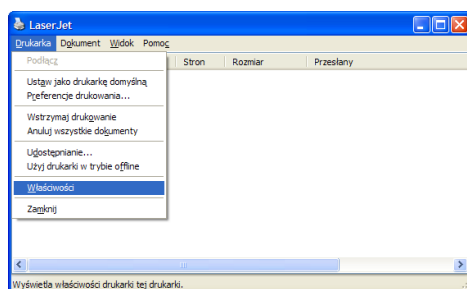 LaserJet
Drukarka Dokument Widok Pomoc
Podłącz Stron Rozmiar Przesłany
Ustaw jako drukarkę domyślną
Preferencje drukowania...
Wstrzymaj drukowanie
Anuluj wszystkie dokumenty
Udostępnianie...
Użyj drukarki w trybie offline
Właściwości
Zamknij
Wyświetla właściwości drukarki tej drukarki.